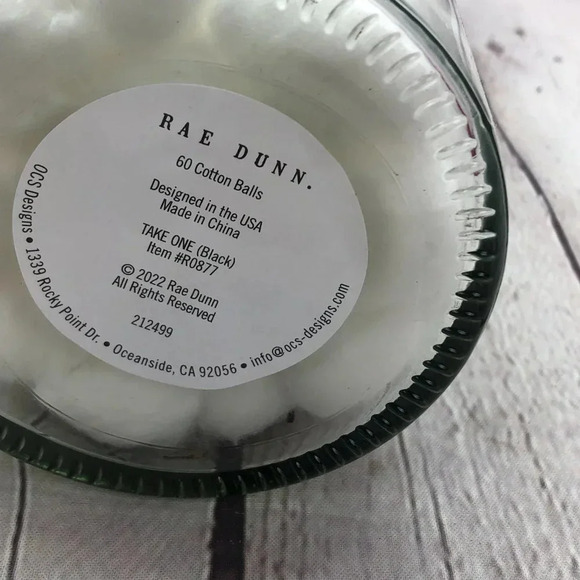 RAE DUNN.
60 Cotton Balls
Designed in the USA
Made in China
TAKE ONE (Black)
Item #R0877
© 2022 Rae Dunn
All Rights Reserved
212499
OCS Designs • 1339 Rocky Point Dr. • Oceanside, CA 92056 • info@ocs-designs.com